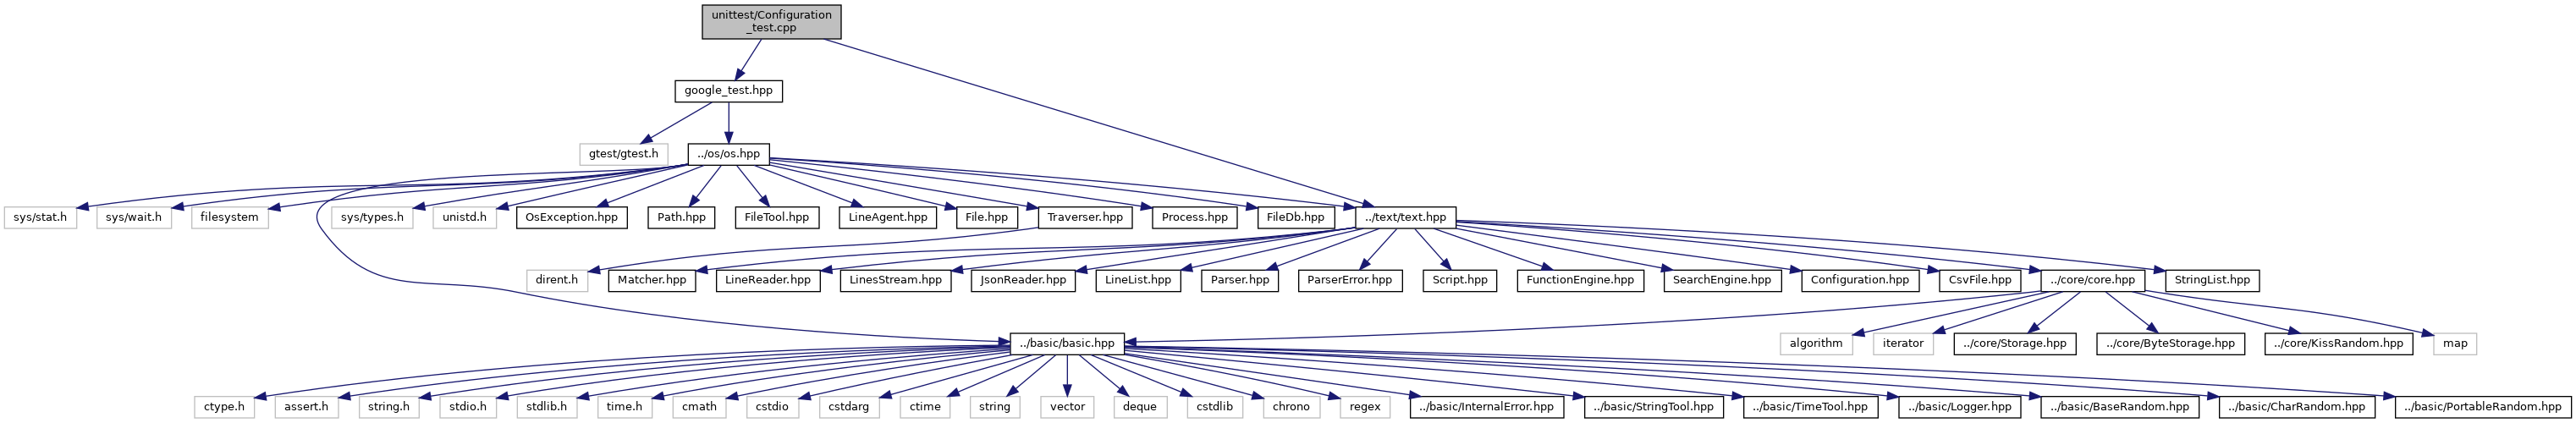 unittest/Configuration
_test.cpp
google_test.hpp
gtest/gtest.h
../os/os.hpp
sys/stat.h
sys/wait.h
filesystem
sys/types.h
unistd.h
OsException.hpp
Path.hpp
FileTool.hpp
LineAgent.hpp
File.hpp
Traverser.hpp
Process.hpp
FileDb.hpp
../text/text.hpp
dirent.h
Matcher.hpp
LineReader.hpp
LinesStream.hpp
JsonReader.hpp
LineList.hpp
Parser.hpp
ParserError.hpp
Script.hpp
FunctionEngine.hpp
SearchEngine.hpp
Configuration.hpp
CsvFile.hpp
../core/core.hpp
StringList.hpp
../basic/basic.hpp
algorithm
iterator
../core/Storage.hpp
../core/ByteStorage.hpp
../core/KissRandom.hpp
map
ctype.h
assert.h
string.h
stdio.h
stdlib.h
time.h
cmath
cstdio
cstdarg
ctime
string
vector
deque
cstdlib
chrono
regex
../basic/InternalError.hpp
../basic/StringTool.hpp
../basic/TimeTool.hpp
../basic/Logger.hpp
../basic/BaseRandom.hpp
../basic/CharRandom.hpp
../basic/PortableRandom.hpp